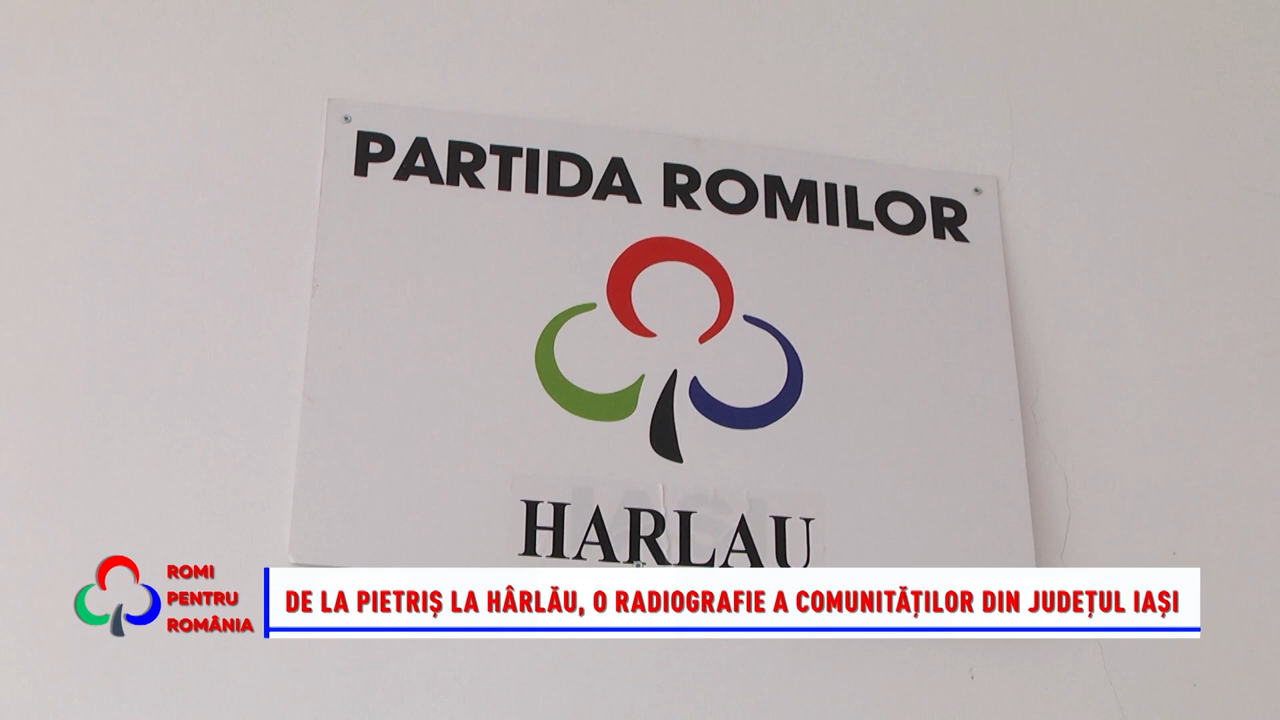 PARTIDA ROMILOR
HARLAU
ROMI
PENTRU
ROMÂNIA
DE LA PIETRIȘ LA HÂRLĂU, O RADIOGRAFIE A COMUNITĂȚILOR DIN JUDEȚUL IAȘI